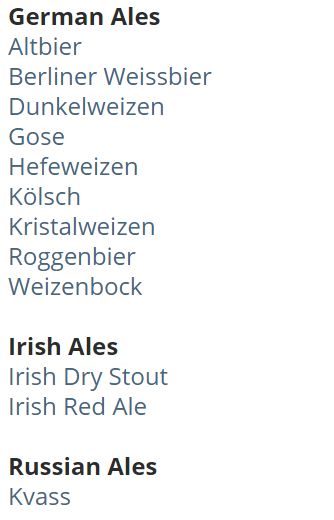 German Ales
Altbier
Berliner Weissbier
Dunkelweizen
Gose
Hefeweizen
Kölsch
Kristalweizen
Roggenbier
Weizenbock
Irish Ales
Irish Dry Stout
Irish Red Ale
Russian Ales
Kvass